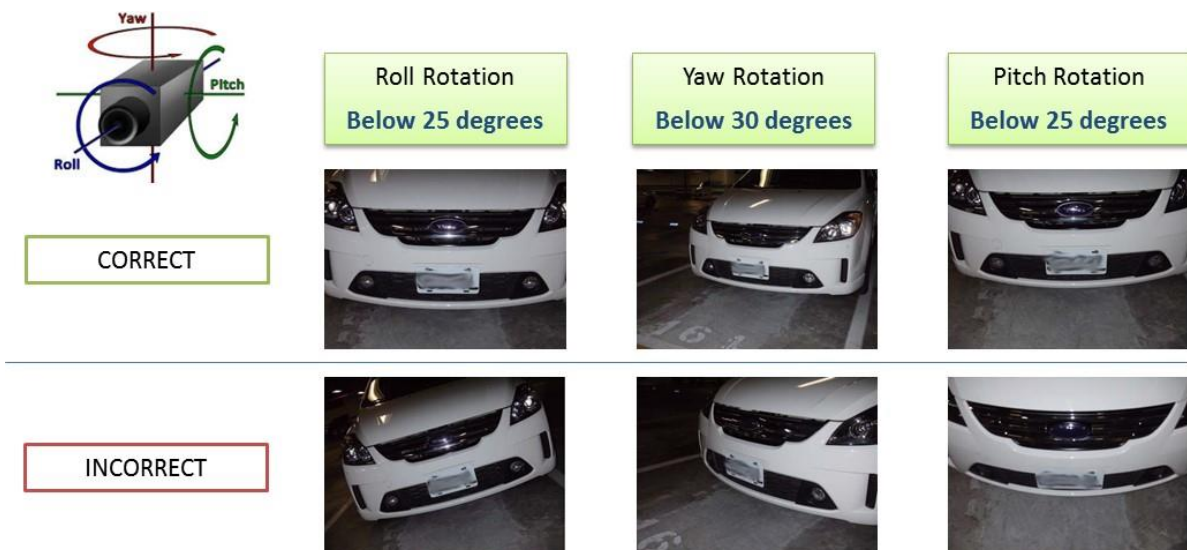 Yaw
Pitch
Roll
Roll Rotation
Below 25 degrees
Yaw Rotation
Below 30 degrees
Pitch Rotation
Below 25 degrees
CORRECT
INCORRECT